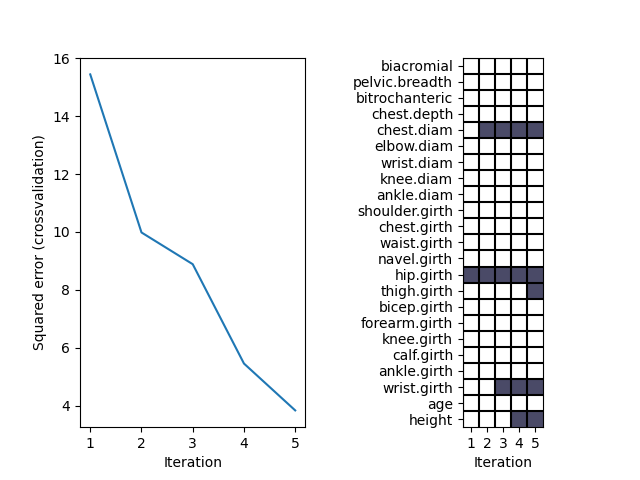 16
14
12
10
8
6
4
Squared error (crossvalidation)
1 2 3 4 5
Iteration
biacromial
pelvic.breadth
bitrochanteric
chest.depth
chest.diam
elbow.diam
wrist.diam
knee.diam
ankle.diam
shoulder.girth
chest.girth
waist.girth
navel.girth
hip.girth
thigh.girth
bicep.girth
forearm.girth
knee.girth
calf.girth
ankle.girth
wrist.girth
age
height
1 2 3 4 5
Iteration